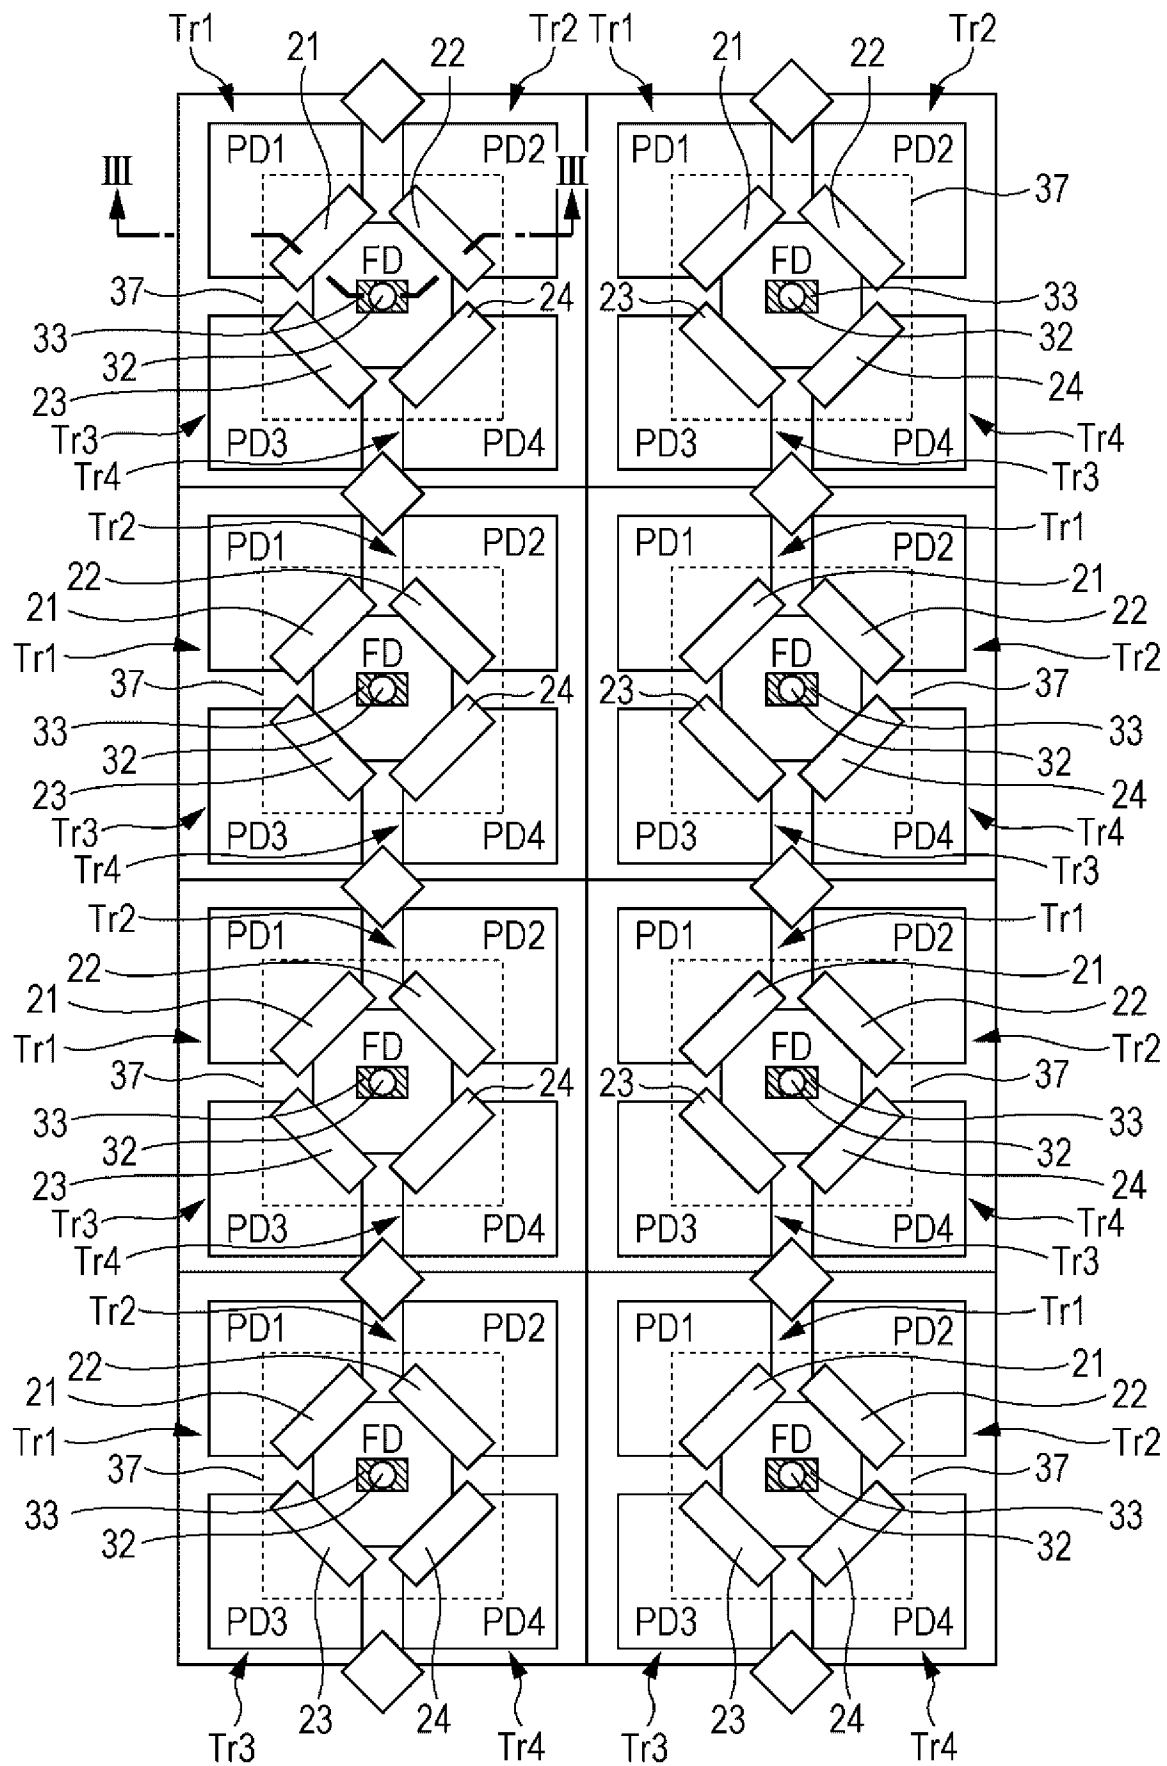 Tr1 21 22 Tr2 Tr1 21 22 Tr2
PD1 PD2 PD1 PD2
III III 37
37 FD 24 23 FD 33
33 32
32 24
23
Tr3 PD3 PD4 PD3 PD4 Tr4
Tr4 Tr3
Tr2 PD1 PD2 PD1 PD2 Tr1
22 21
21 22
Tr1 FD FD Tr2
37 24 23 37
33 33
32 32
23 24
Tr3 PD3 PD4 PD3 PD4 Tr4
Tr4 Tr3
Tr2 PD1 PD2 PD1 PD2 Tr1
22 21
21 22
Tr1 FD FD Tr2
37 24 23 37
33 33
32 32
23 24
Tr3 PD3 PD4 PD3 PD4 Tr4
Tr4 Tr3
Tr2 PD1 PD2 PD1 PD2 Tr1
22 21
21 22
Tr1 FD FD Tr2
37 37
33 33
32 32
PD3 PD4 PD3 PD4
23 24 23 24
Tr3 Tr4 Tr3 Tr4